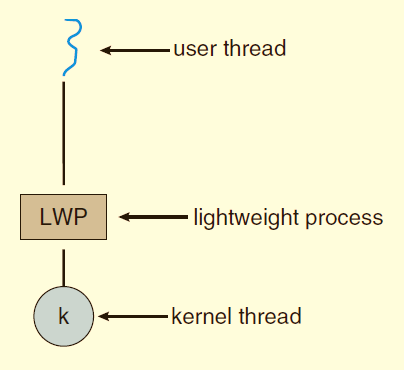 user thread
LWP
lightweight process
k
kernel thread